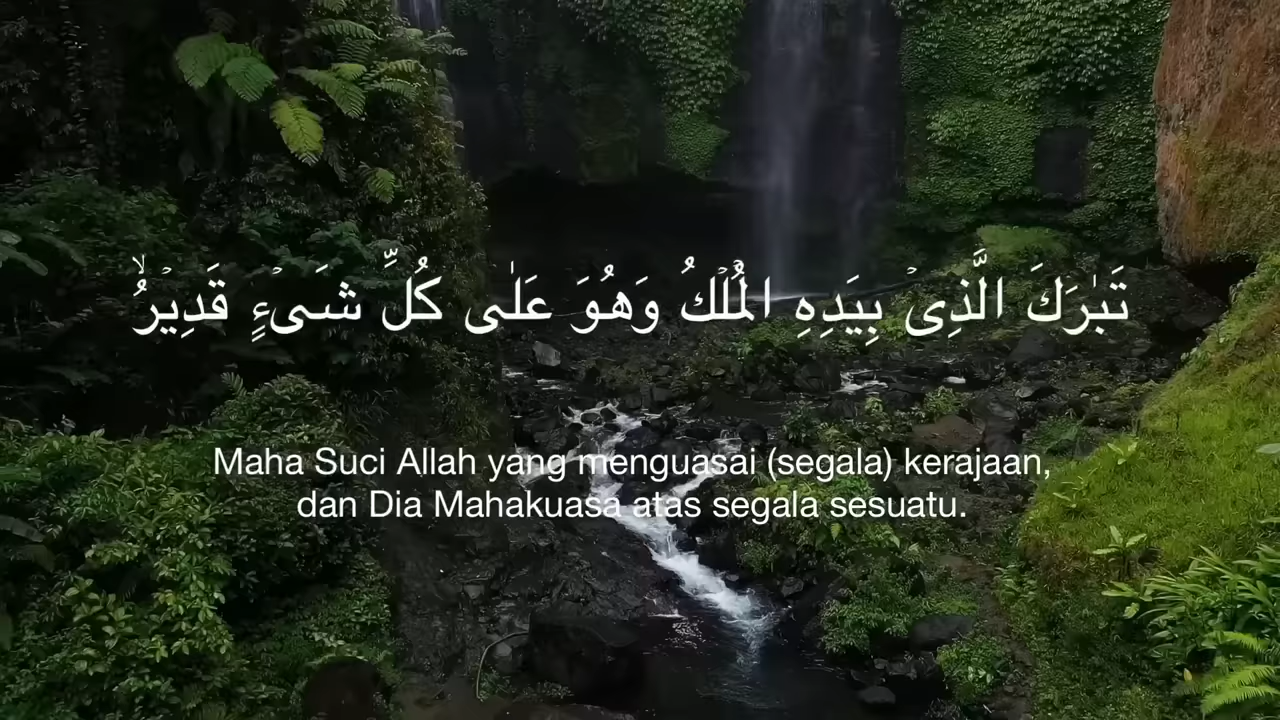 تَبٰرَكَ الَّذِىۡ بِيَدِهِ الۡمُلۡكُ وَهُوَ عَلٰى كُلِّ شَىۡءٍ قَدِيۡرُۙ
Maha Suci Allah yang menguasai (segala) kerajaan,
dan Dia Mahakuasa atas segala sesuatu.